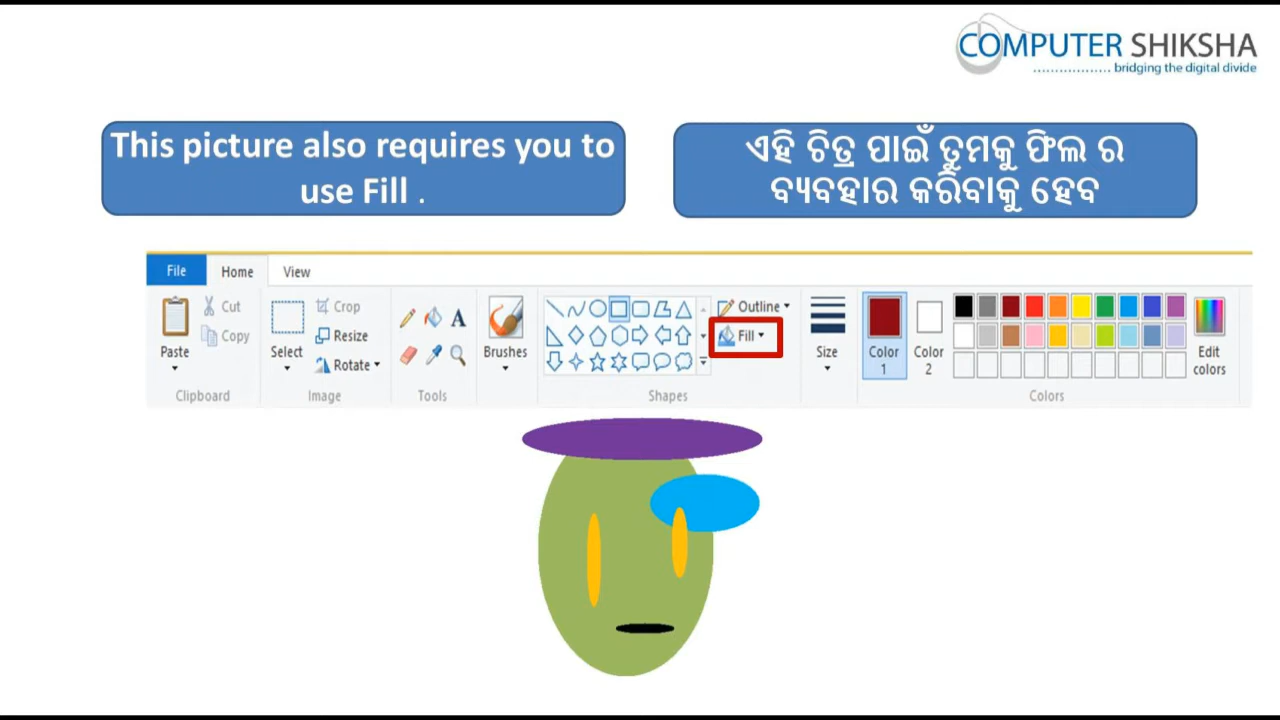 COMPUTER SHIKSHA
bridging the digital divide
This picture also requires you to
use Fill .
ଏହି ଚିତ୍ର ପାଇଁ ତୁମକୁ ଫିଲ ର
ବ୍ୟବହାର କରିବାକୁ ହେବ
File Home View
Cut
Copy
Paste
Clipboard
Crop
Resize
Rotate
Select
Image
A
Tools
Brushes
Outline
Fill
Shapes
Size
Color
1
Color
2
Edit
colors
Colors